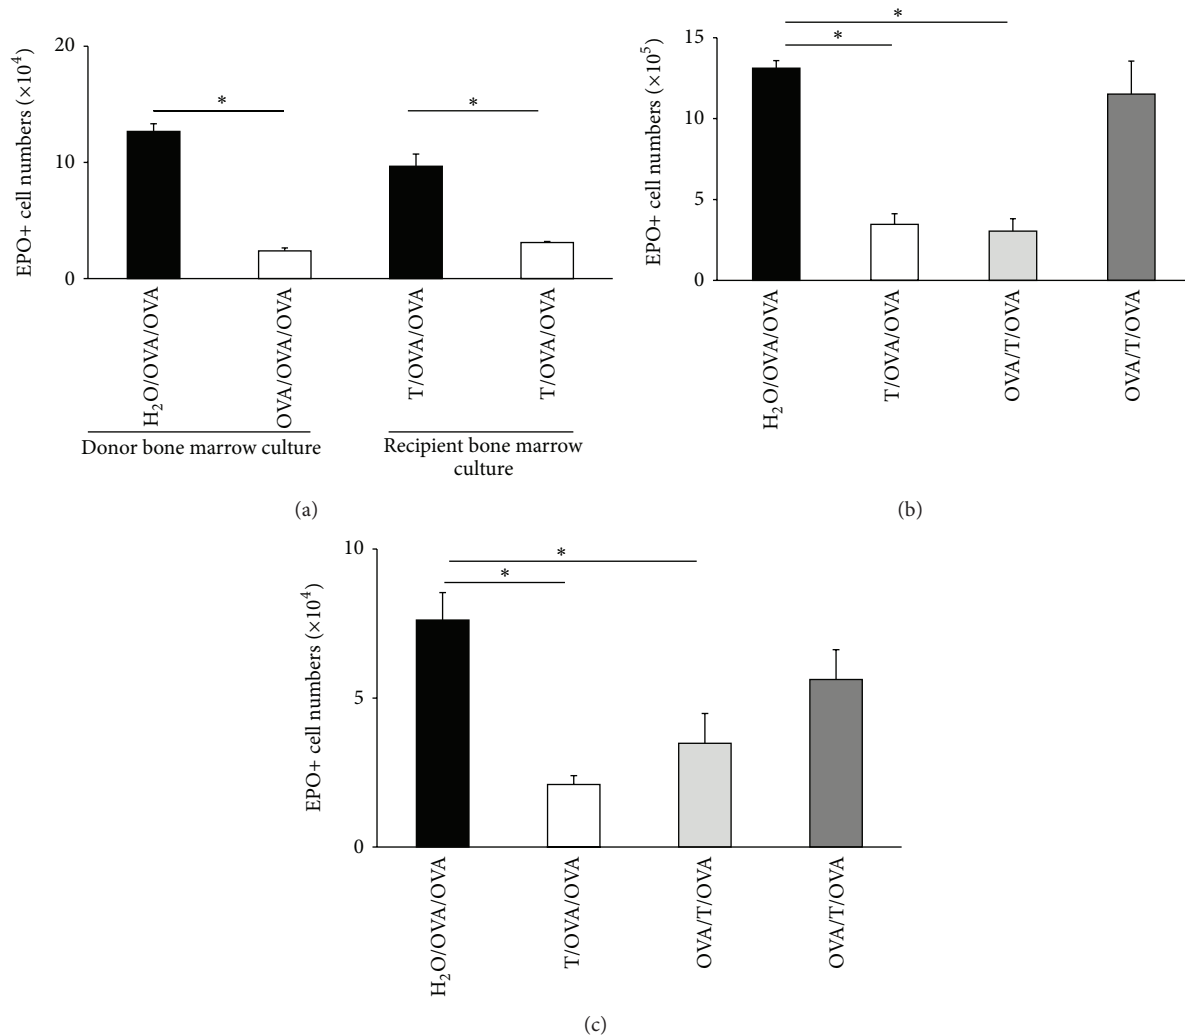 EPO+ cell numbers (×10⁴)
20
10
0
*
*
H₂O/OVA/OVA
OVA/OVA/OVA
T/OVA/OVA
T/OVA/OVA
Donor bone marrow culture
Recipient bone marrow
culture
(a)
EPO+ cell numbers (×10⁵)
15
10
5
0
*
*
H₂O/OVA/OVA
T/OVA/OVA
OVA/T/OVA
OVA/T/OVA
(b)
EPO+ cell numbers (×10⁴)
10
5
0
*
*
H₂O/OVA/OVA
T/OVA/OVA
OVA/T/OVA
OVA/T/OVA
(c)